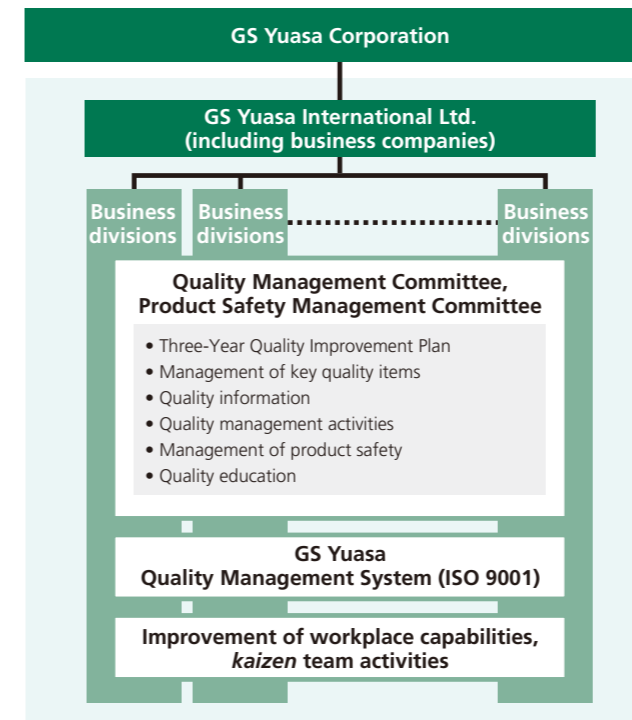 GS Yuasa Corporation
GS Yuasa International Ltd.
(including business companies)
Business
divisions
Business
divisions
Business
divisions
Quality Management Committee,
Product Safety Management Committee
• Three-Year Quality Improvement Plan
• Management of key quality items
• Quality information
• Quality management activities
• Management of product safety
• Quality education
GS Yuasa
Quality Management System (ISO 9001)
Improvement of workplace capabilities,
kaizen team activities